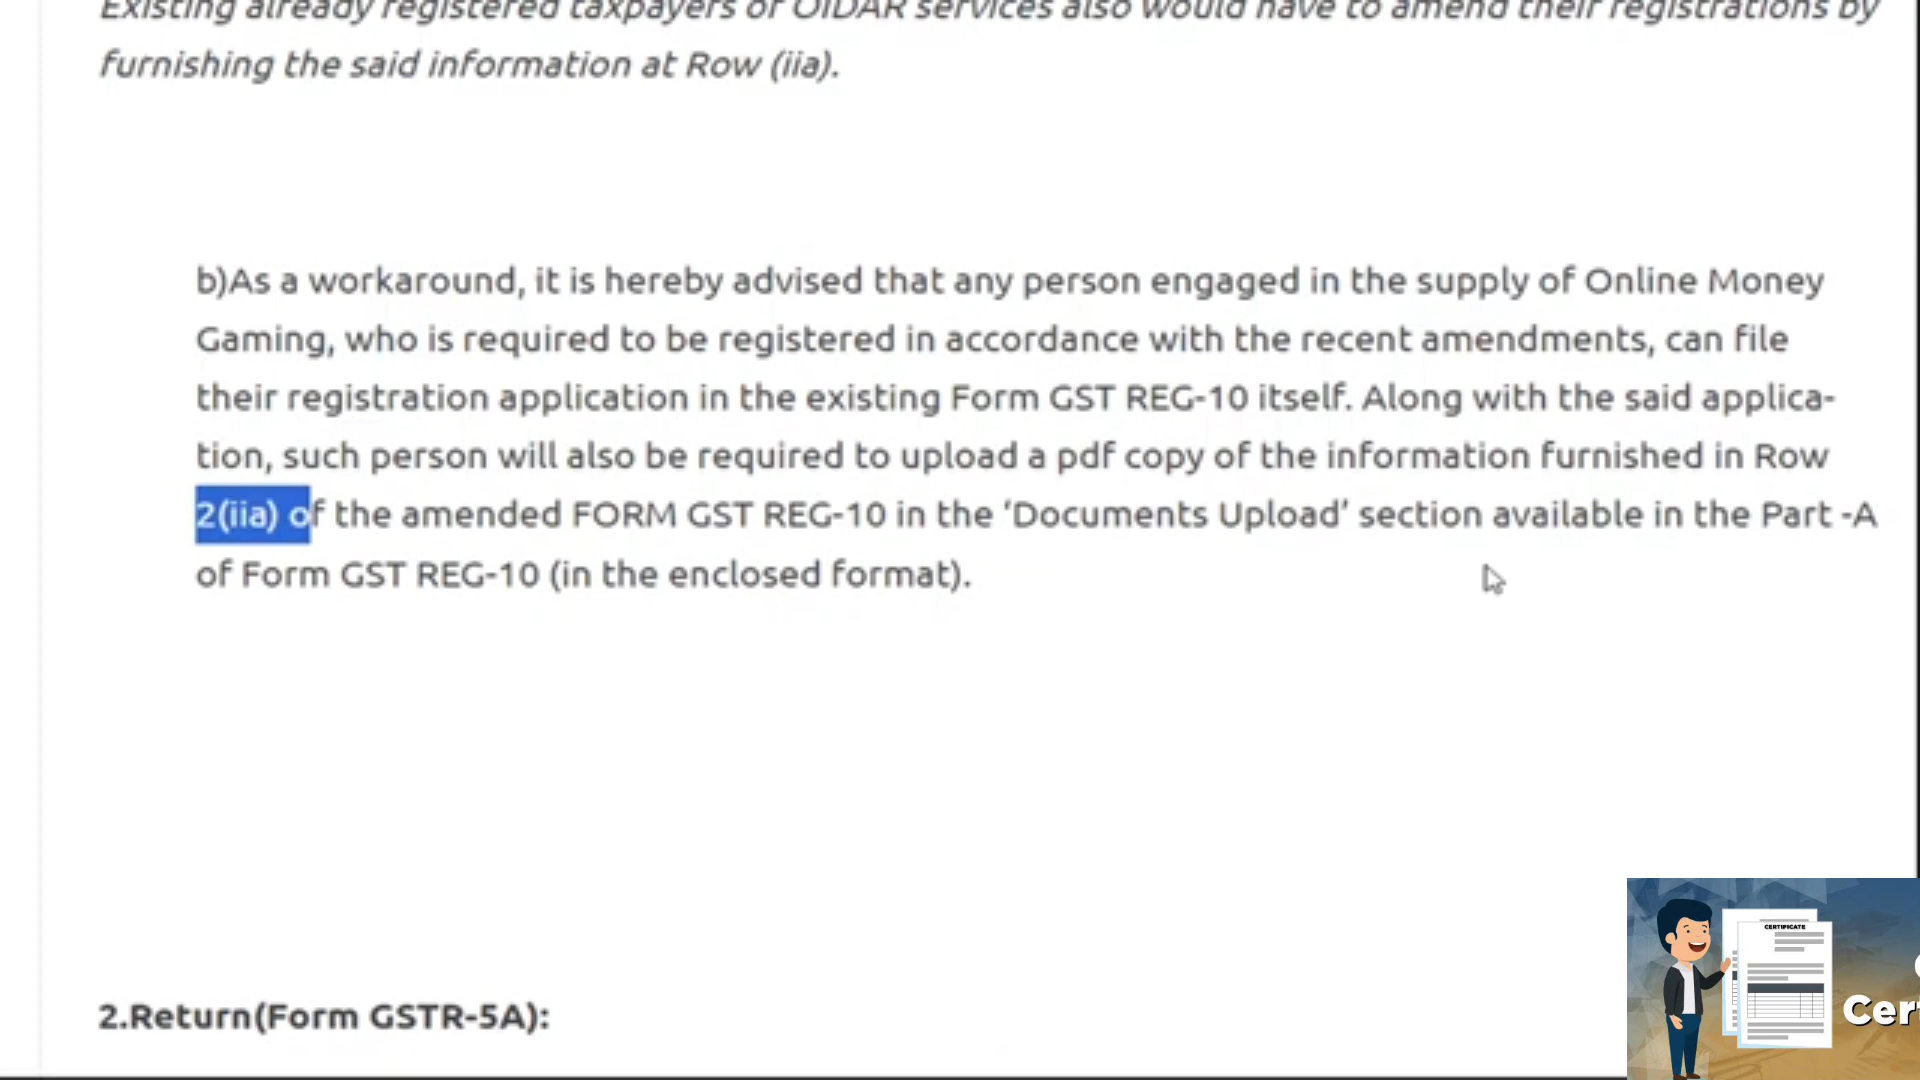 Existing already registered taxpayers of OIDAR services also would have to amend their registrations by
furnishing the said information at Row (iia).
b)As a workaround, it is hereby advised that any person engaged in the supply of Online Money
Gaming, who is required to be registered in accordance with the recent amendments, can file
their registration application in the existing Form GST REG-10 itself. Along with the said applica-
tion, such person will also be required to upload a pdf copy of the information furnished in Row
2(iia) of the amended FORM GST REG-10 in the ‘Documents Upload’ section available in the Part -A
of Form GST REG-10 (in the enclosed format).
2.Return(Form GSTR-5A):
CERTIFICATE